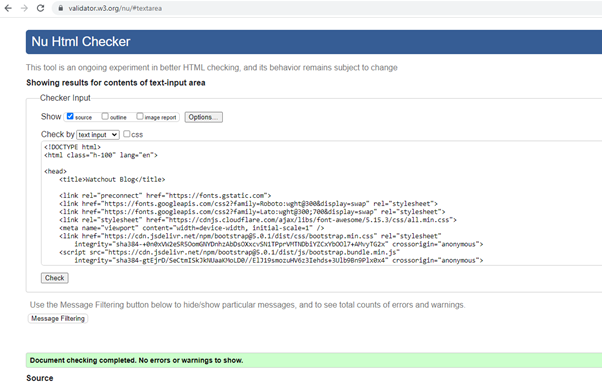 validator.w3.org/nu/#textarea
Nu Html Checker
This tool is an ongoing experiment in better HTML checking, and its behavior remains subject to change
Showing results for contents of text-input area
Checker Input
Show source outline image report Options...
Check by text input css
<!DOCTYPE html>
<html class="h-100" lang="en">
<head>
<title>Watchout Blog</title>
<link rel="preconnect" href="https://fonts.gstatic.com">
<link href="https://fonts.googleapis.com/css2?family=Roboto:wght@300&display=swap" rel="stylesheet">
<link href="https://fonts.googleapis.com/css2?family=Lato:wght@300;700&display=swap" rel="stylesheet">
<link rel="stylesheet" href="https://cdnjs.cloudflare.com/ajax/libs/font-awesome/5.15.3/css/all.min.css">
<meta name="viewport" content="width=device-width, initial-scale=1" />
<link href="https://cdn.jsdelivr.net/npm/bootstrap@5.0.1/dist/css/bootstrap.min.css" rel="stylesheet"
crossorigin="anonymous">
<script src="https://cdn.jsdelivr.net/npm/bootstrap@5.0.1/dist/js/bootstrap.bundle.min.js"
crossorigin="anonymous">
Check
Use the Message Filtering button below to hide/show particular messages, and to see total counts of errors and warnings.
Message Filtering
Document checking completed. No errors or warnings to show.
Source